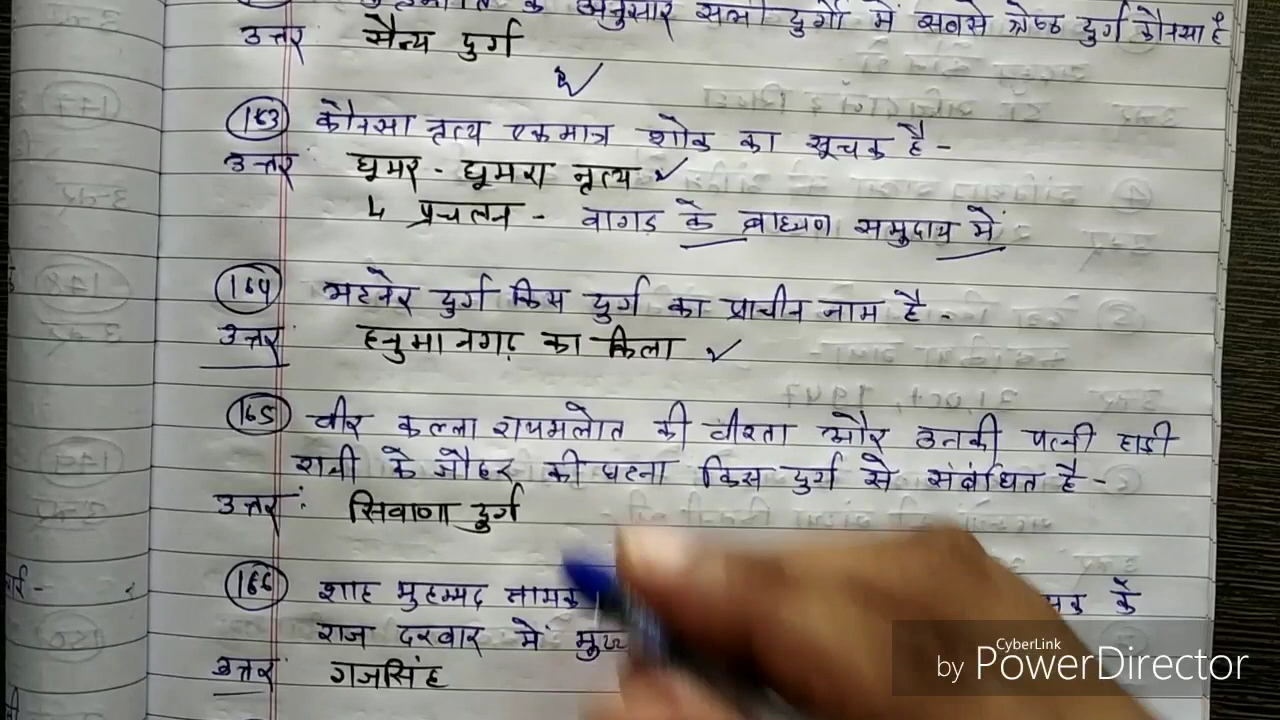 के अनुसार सभी दुर्गो में सबसे श्रेष्ठ दुर्ग कौनसा है
उत्तर सैन्य दुर्ग
163 कौनसा नृत्य एकमात्र शोक का सूचक है -
उत्तर घूमर - घूमरा नृत्य
प्रचलन - वागड़ के ब्राह्मण समुदाय में
164 भटनेर दुर्ग किस दुर्ग का प्राचीन नाम है -
उत्तर हनुमानगढ़ का किला
165 वीर कल्ला रायमलोत की वीरता और उनकी पत्नी हाडी
रानी के जौहर की घटना किस दुर्ग से संबंधित है -
उत्तर: सिवाणा दुर्ग
166 शाह मुहम्मद नामक के
राज दरबार में
उत्तर गजसिंह
CyberLink
by PowerDirector